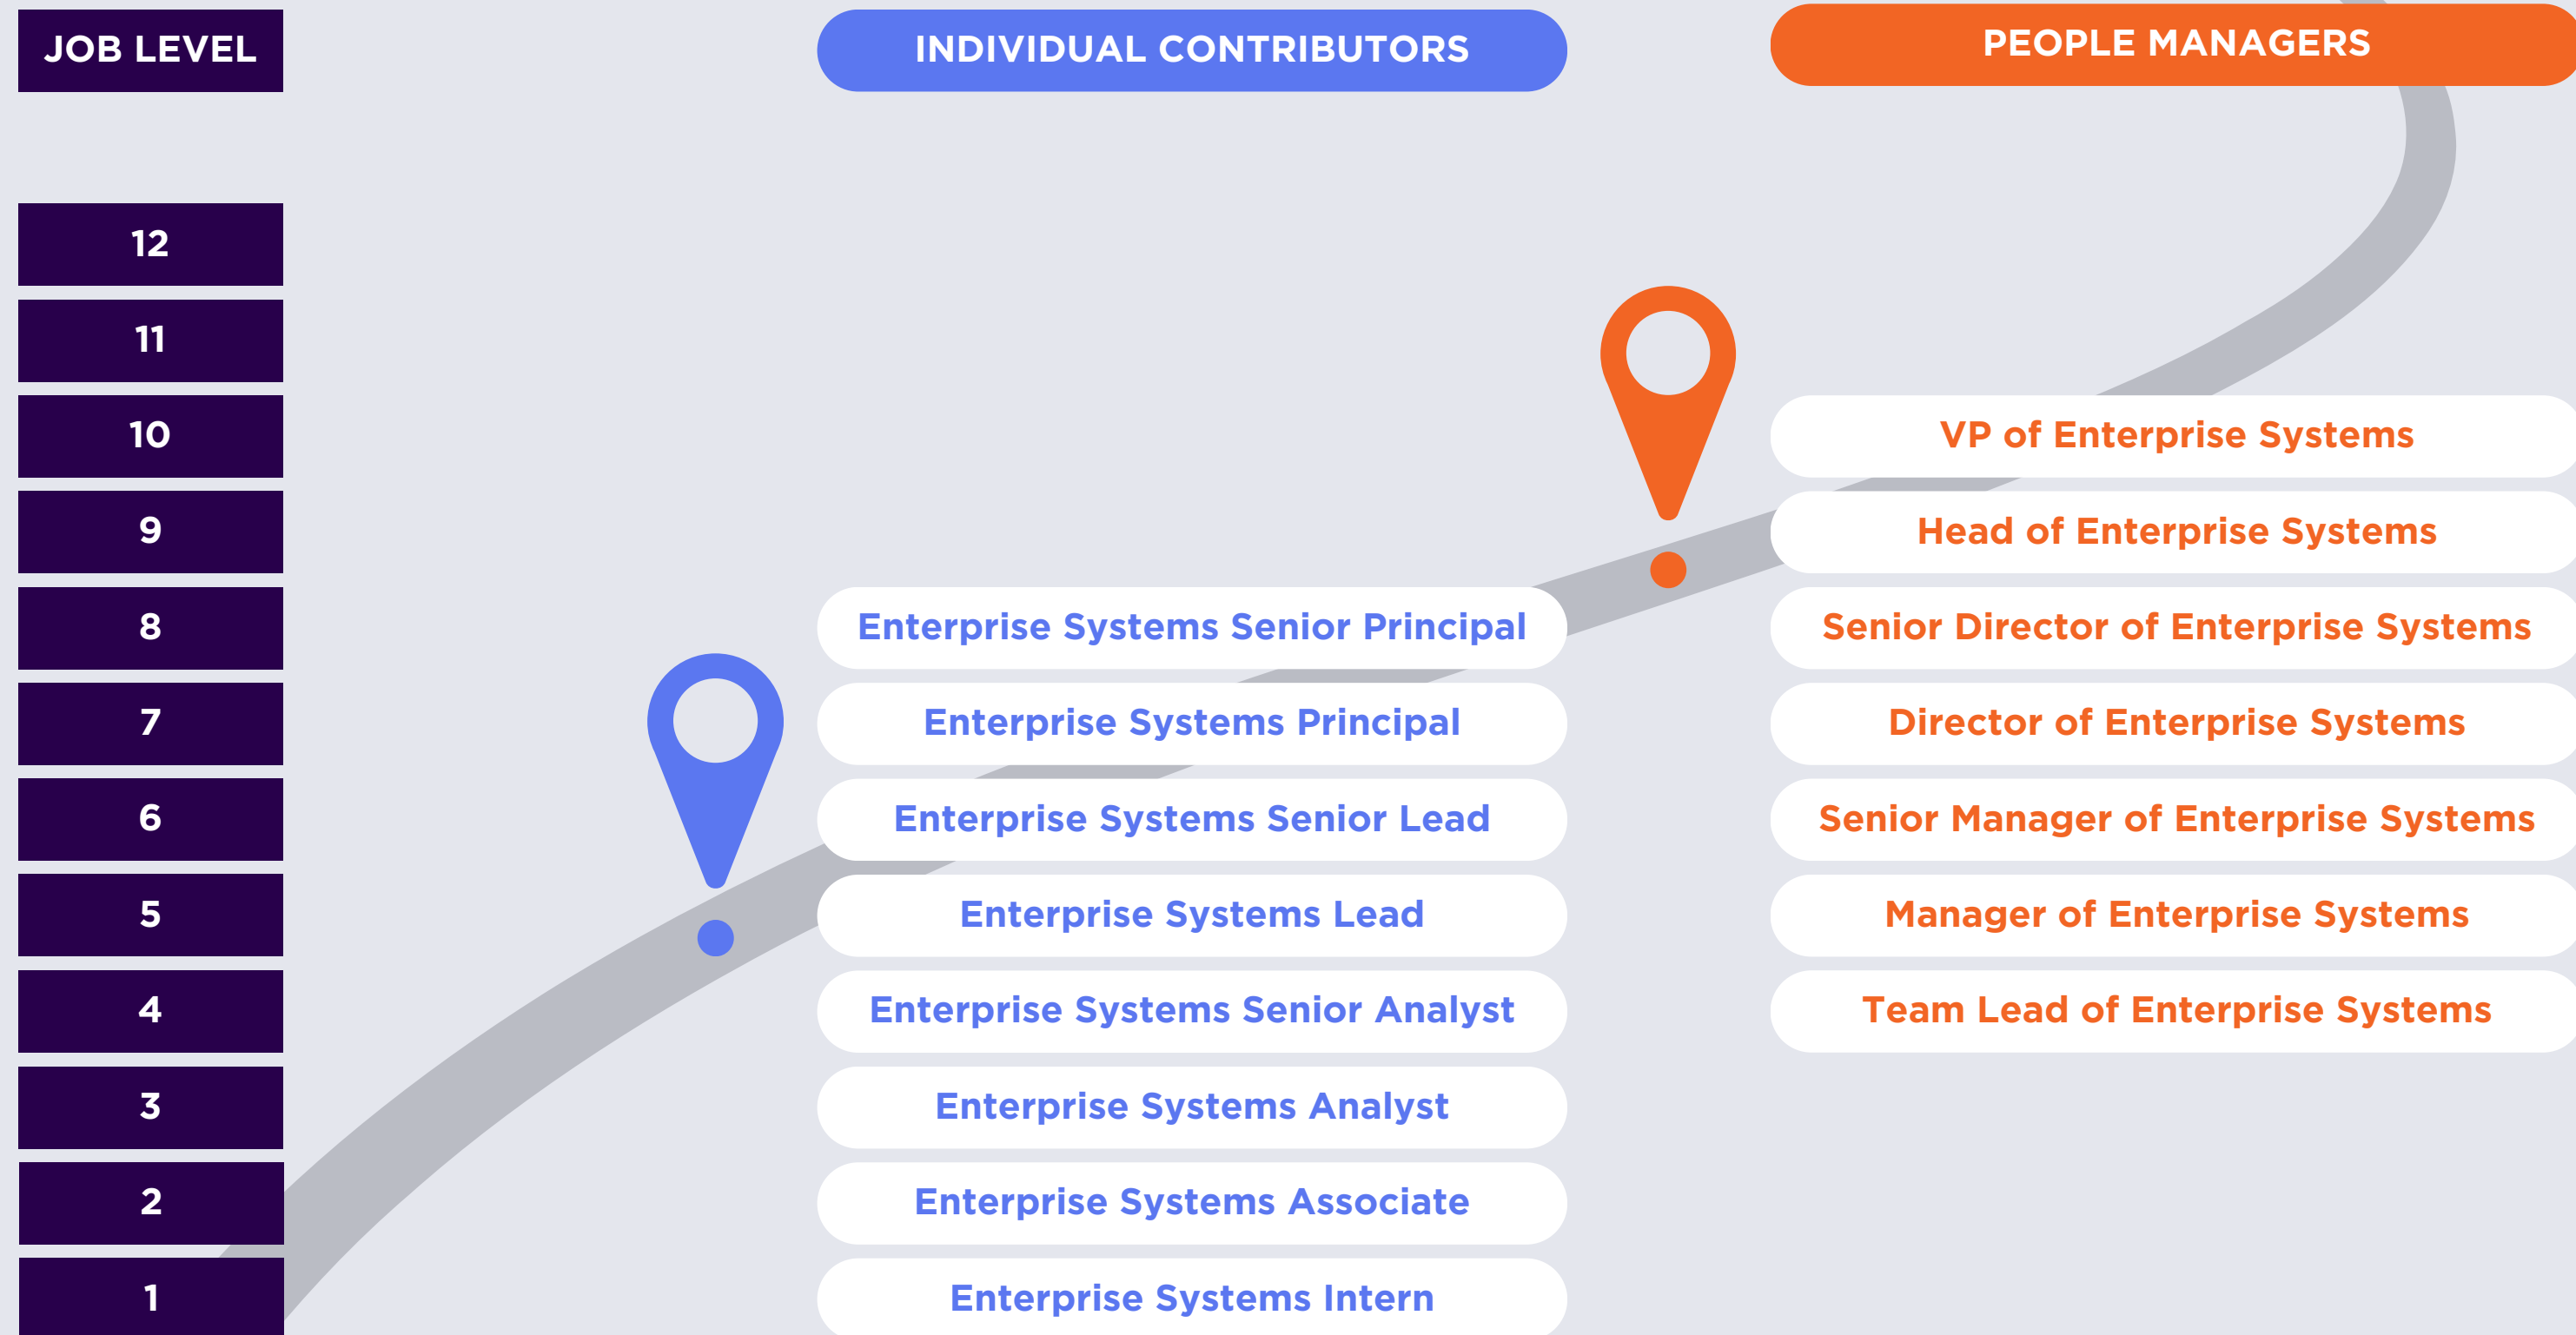 JOB LEVEL
INDIVIDUAL CONTRIBUTORS
PEOPLE MANAGERS
12
11
10
VP of Enterprise Systems
9
Head of Enterprise Systems
8
Enterprise Systems Senior Principal
Senior Director of Enterprise Systems
7
Enterprise Systems Principal
Director of Enterprise Systems
6
Enterprise Systems Senior Lead
Senior Manager of Enterprise Systems
5
Enterprise Systems Lead
Manager of Enterprise Systems
4
Enterprise Systems Senior Analyst
Team Lead of Enterprise Systems
3
Enterprise Systems Analyst
2
Enterprise Systems Associate
1
Enterprise Systems Intern